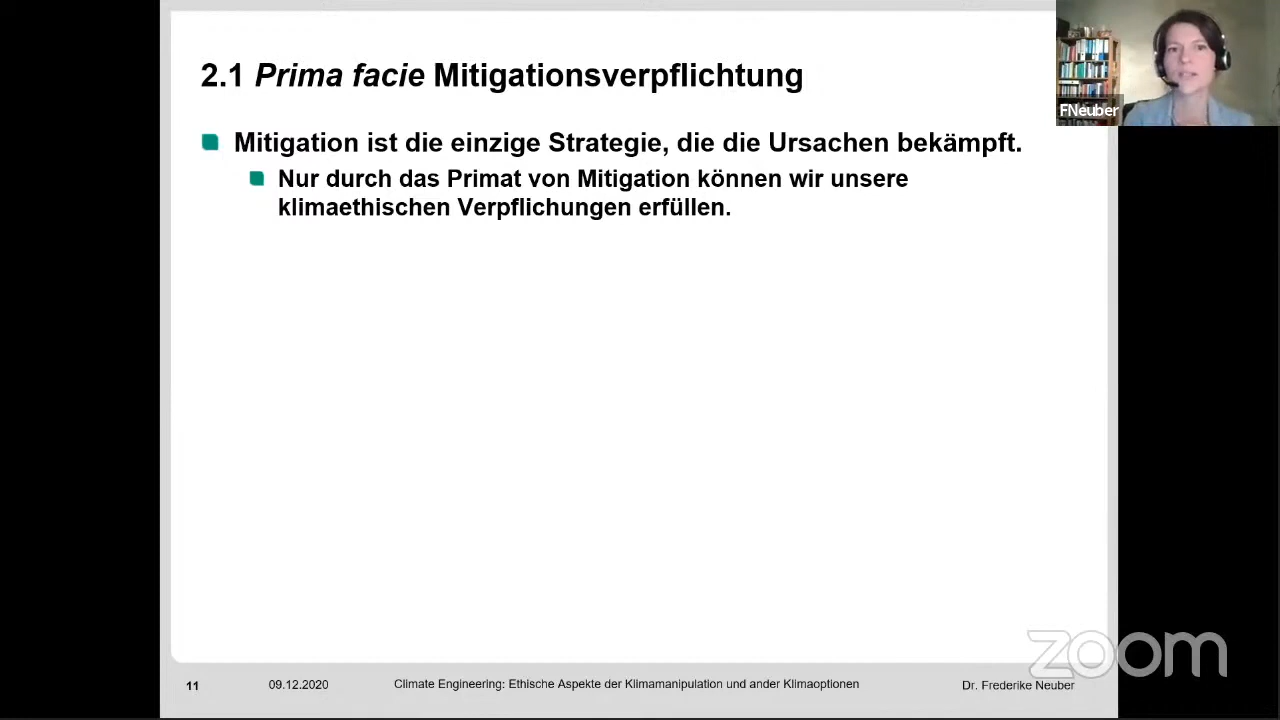 2.1 Prima facie Mitigationsverpflichtung
Mitigation ist die einzige Strategie, die die Ursachen bekämpft.
Nur durch das Primat von Mitigation können wir unsere
klimaethischen Verpflichungen erfüllen.
FNeuber
zoom
11
09.12.2020
Climate Engineering: Ethische Aspekte der Klimamanipulation und ander Klimaoptionen
Dr. Frederike Neuber